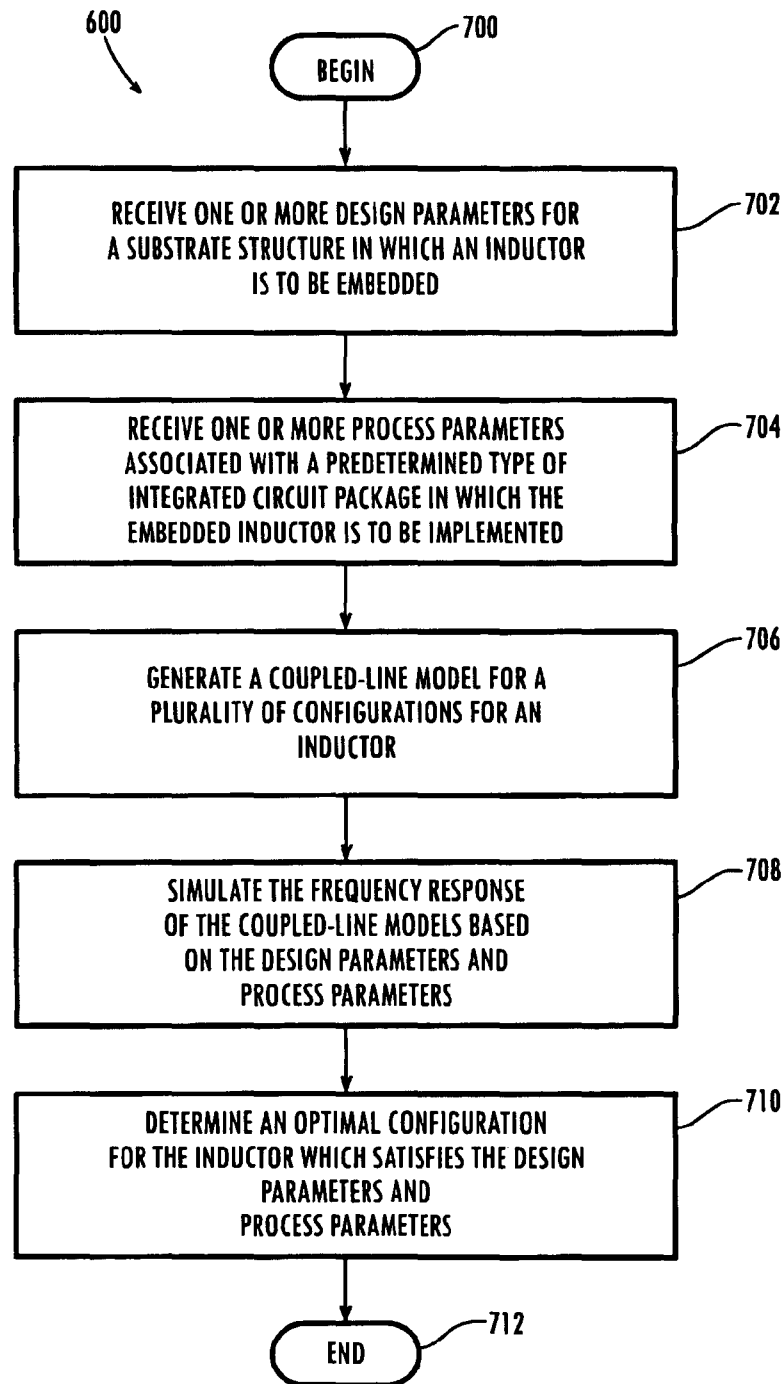 600
700
BEGIN
702
RECEIVE ONE OR MORE DESIGN PARAMETERS FOR
A SUBSTRATE STRUCTURE IN WHICH AN INDUCTOR
IS TO BE EMBEDDED
704
RECEIVE ONE OR MORE PROCESS PARAMETERS
ASSOCIATED WITH A PREDETERMINED TYPE OF
INTEGRATED CIRCUIT PACKAGE IN WHICH THE
EMBEDDED INDUCTOR IS TO BE IMPLEMENTED
706
GENERATE A COUPLED-LINE MODEL FOR A
PLURALITY OF CONFIGURATIONS FOR AN
INDUCTOR
708
SIMULATE THE FREQUENCY RESPONSE
OF THE COUPLED-LINE MODELS BASED
ON THE DESIGN PARAMETERS AND
PROCESS PARAMETERS
710
DETERMINE AN OPTIMAL CONFIGURATION
FOR THE INDUCTOR WHICH SATISFIES THE DESIGN
PARAMETERS AND
PROCESS PARAMETERS
712
END